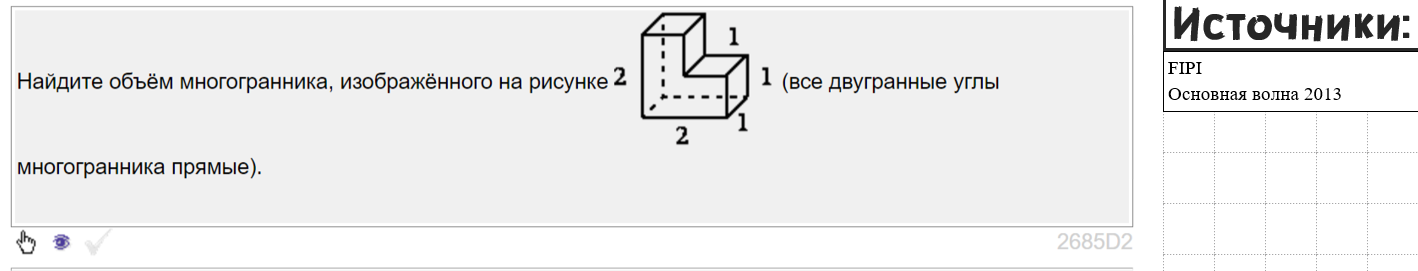 Источники:
1
Найдите объём многогранника, изображённого на рисунке 2 1 (все двугранные углы
1
2
многогранника прямые).
FIPI
Основная волна 2013
2685D2